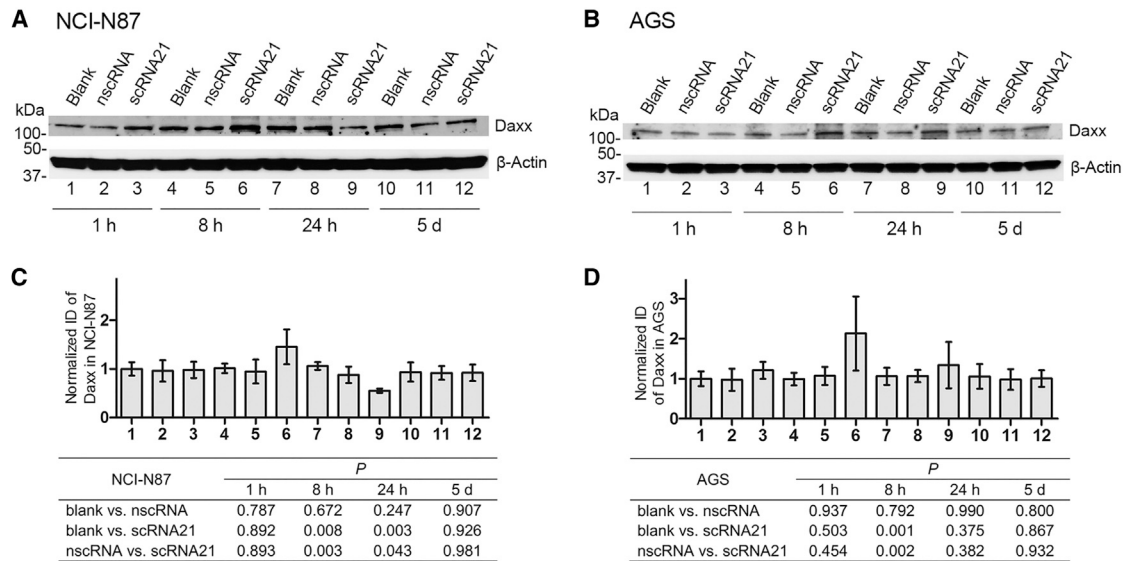 A NCI-N87
Blank nscRNA scRNA21 Blank nscRNA scRNA21 Blank nscRNA scRNA21 Blank nscRNA scRNA21
kDa
100- Daxx
50-
β-Actin
37-
1 2 3 4 5 6 7 8 9 10 11 12
1 h 8 h 24 h 5 d
B AGS
Blank nscRNA scRNA21 Blank nscRNA scRNA21 Blank nscRNA scRNA21 Blank nscRNA scRNA21
kDa
100- Daxx
50-
β-Actin
37-
1 2 3 4 5 6 7 8 9 10 11 12
1 h 8 h 24 h 5 d
C
Normalized ID of
Daxx in NCI-N87
2
1
0
1 2 3 4 5 6 7 8 9 10 11 12
NCI-N87 P
1 h 8 h 24 h 5 d
blank vs. nscRNA 0.787 0.672 0.247 0.907
blank vs. scRNA21 0.892 0.008 0.003 0.926
nscRNA vs. scRNA21 0.893 0.003 0.043 0.981
D
Normalized ID
of Daxx in AGS
3
2
1
0
1 2 3 4 5 6 7 8 9 10 11 12
AGS P
1 h 8 h 24 h 5 d
blank vs. nscRNA 0.937 0.792 0.990 0.800
blank vs. scRNA21 0.503 0.001 0.375 0.867
nscRNA vs. scRNA21 0.454 0.002 0.382 0.932